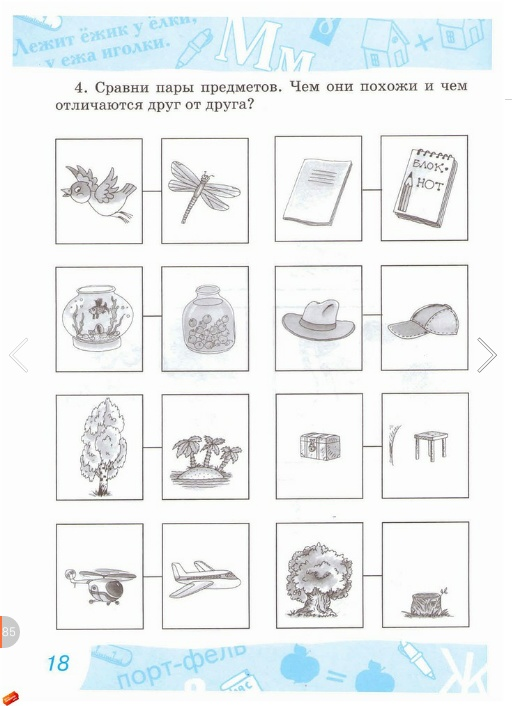 Лежит ёжик у ёлки,
у ежа иголки.
Мм
4. Сравни пары предметов. Чем они похожи и чем
отличаются друг от друга?
БЛОК-
НОТ
85
18
порт-фель
АВС
Ж